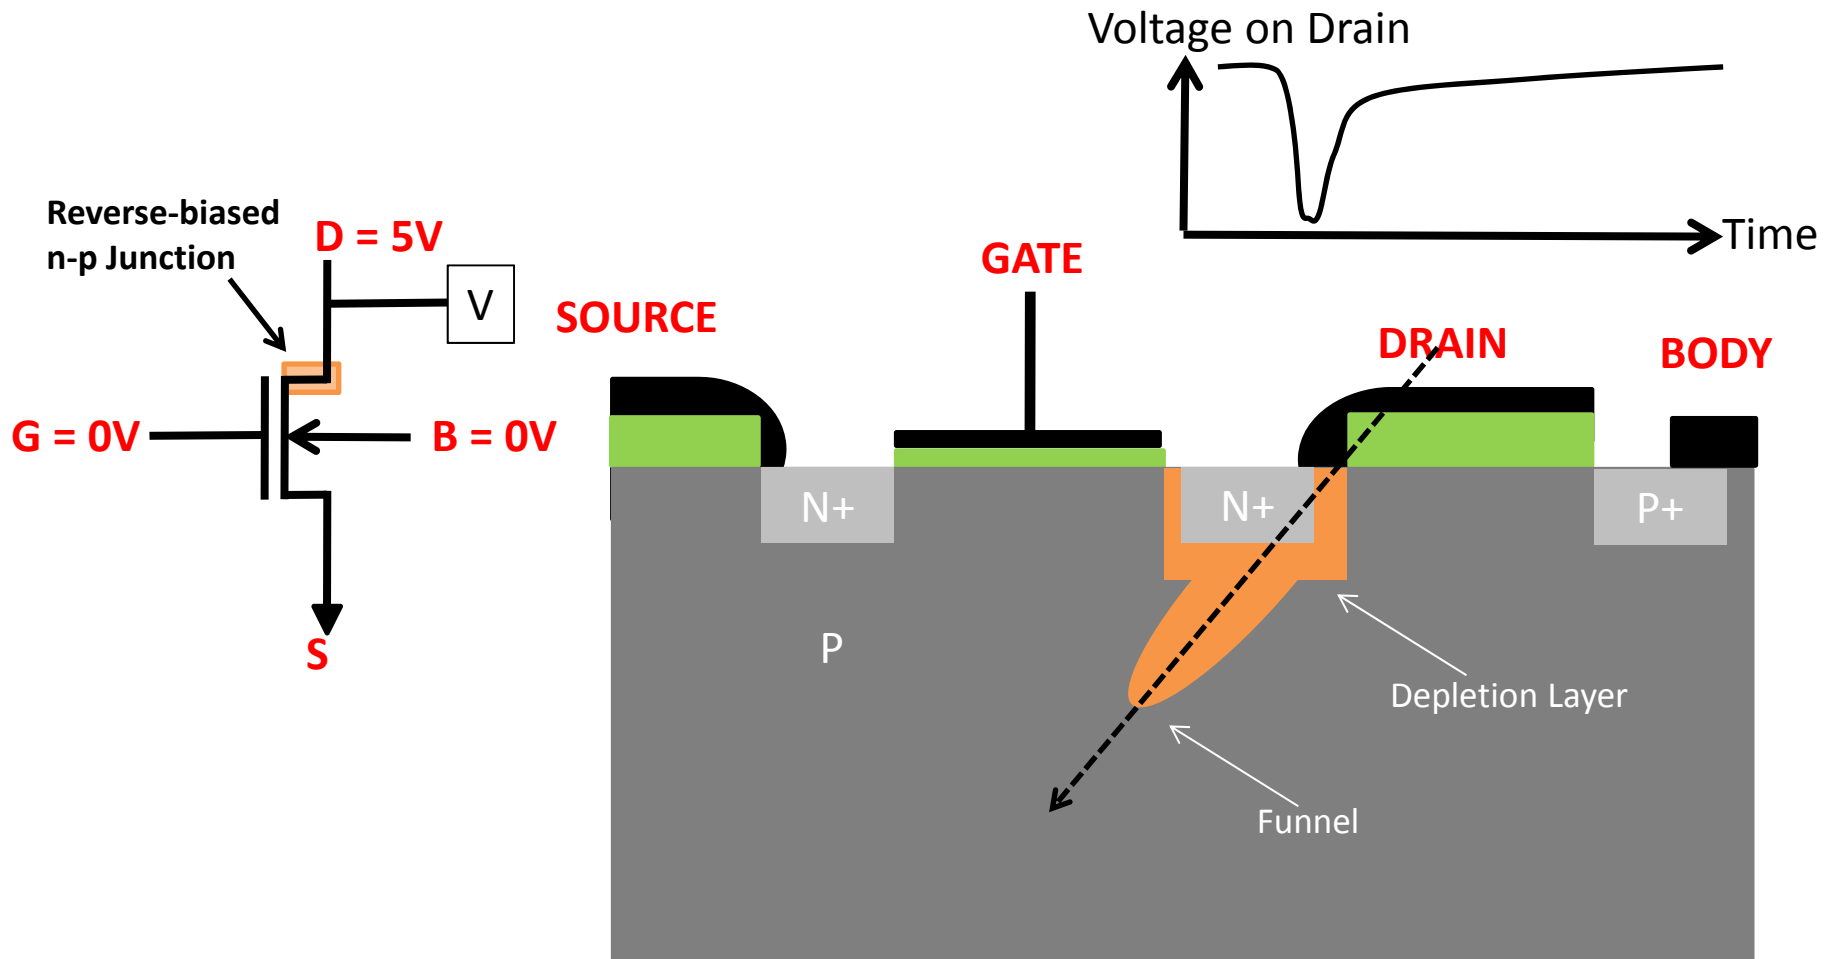 Voltage on Drain
Time
Reverse-biased
n-p Junction
D = 5V
V
G = 0V
B = 0V
S
SOURCE
GATE
DRAIN
BODY
N+
N+
P+
P
Depletion Layer
Funnel